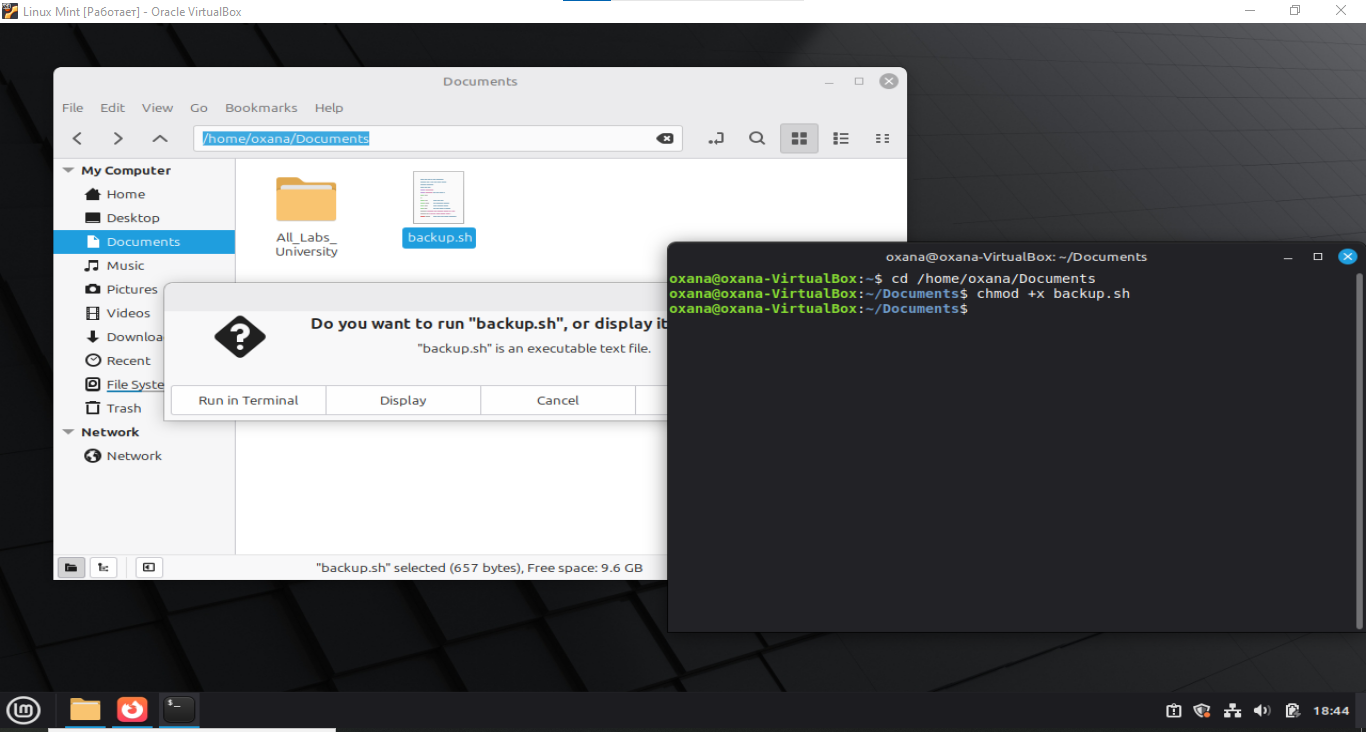 Linux Mint [Работает] - Oracle VirtualBox
Documents
File Edit View Go Bookmarks Help
/home/oxana/Documents
My Computer
Home
Desktop
Documents
Music
Pictures
Videos
Downloa
Recent
File Syste
Trash
Network
Network
All_Labs_
University
backup.sh
Do you want to run "backup.sh", or display it
"backup.sh" is an executable text file.
Run in Terminal Display Cancel
"backup.sh" selected (657 bytes), Free space: 9.6 GB
oxana@oxana-VirtualBox: ~/Documents
oxana@oxana-VirtualBox:~$ cd /home/oxana/Documents
oxana@oxana-VirtualBox:~/Documents$ chmod +x backup.sh
oxana@oxana-VirtualBox:~/Documents$
18:44